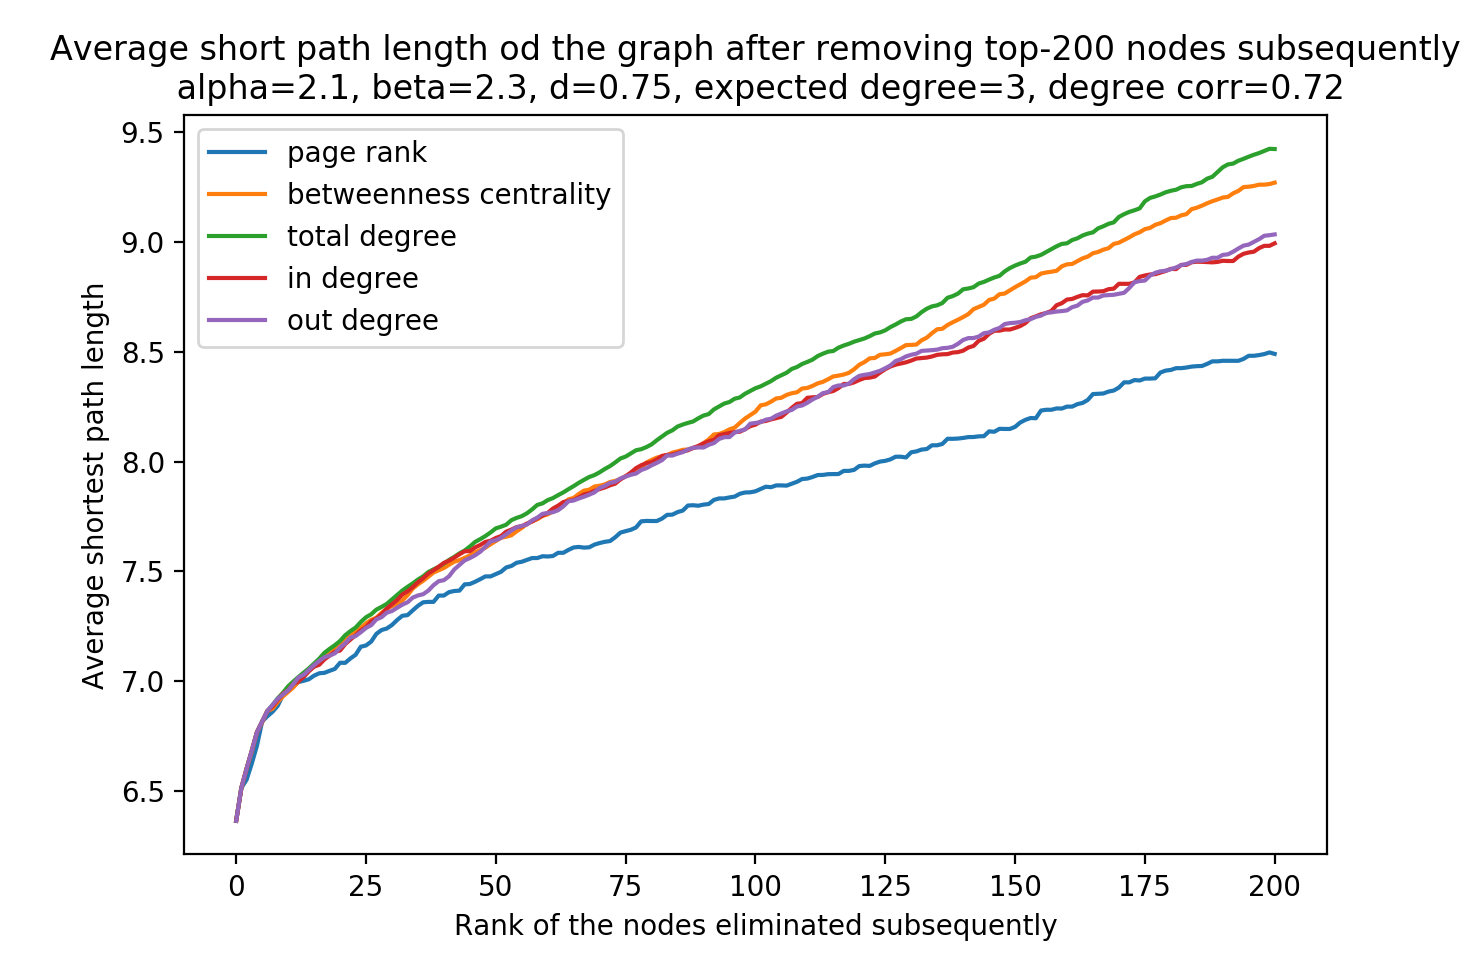 Average short path length od the graph after removing top-200 nodes subsequently
alpha=2.1, beta=2.3, d=0.75, expected degree=3, degree corr=0.72
9.5
9.0
8.5
8.0
7.5
7.0
6.5
Average shortest path length
page rank
betweenness centrality
total degree
in degree
out degree
0 25 50 75 100 125 150 175 200
Rank of the nodes eliminated subsequently